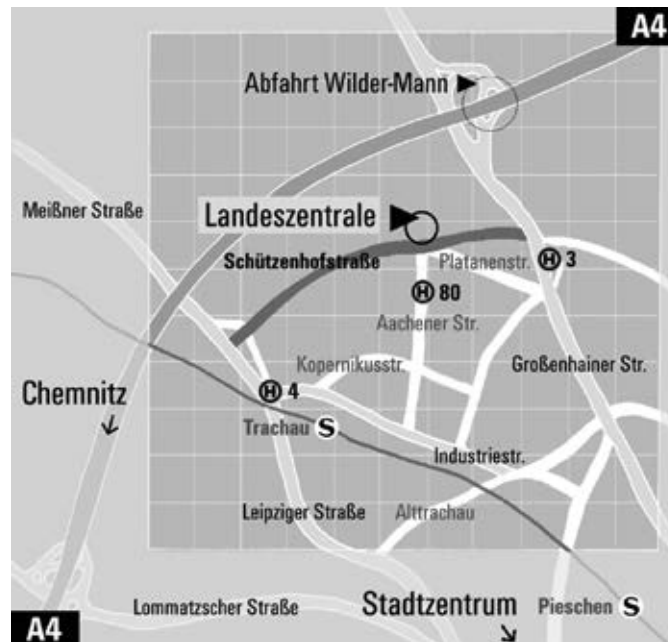 A4
Abfahrt Wilder-Mann
Meißner Straße
Landeszentrale
Schützenhofstraße
Platanenstr.
H 3
H 80
Aachener Str.
Kopernikusstr.
Großenhainer Str.
Chemnitz
H 4
Trachau S
Industriestr.
Leipziger Straße
Alttrachau
Lommatzscher Straße
Stadtzentrum
Pieschen S
A4